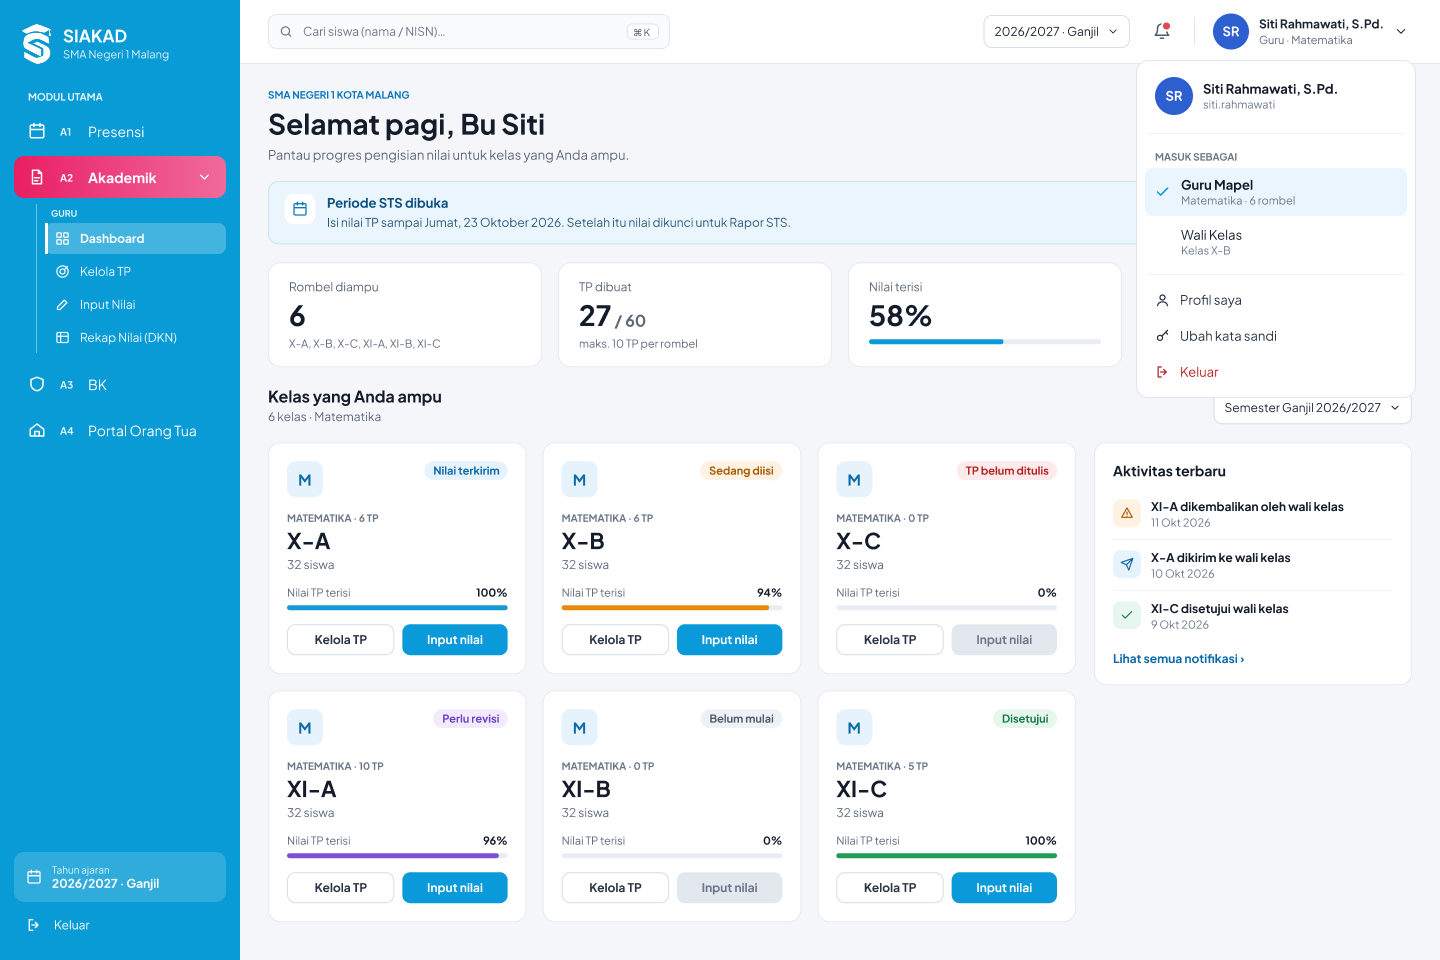 SIAKAD
SMA Negeri 1 Malang
MODUL UTAMA
A1 Presensi
A2 Akademik
GURU
Dashboard
Kelola TP
Input Nilai
Rekap Nilai (DKN)
A3 BK
A4 Portal Orang Tua
Tahun ajaran
2026/2027 · Ganjil
Keluar
Cari siswa (nama / NISN)...
⌘K
2026/2027 · Ganjil
SR
Siti Rahmawati, S.Pd.
Guru · Matematika
SR
Siti Rahmawati, S.Pd.
siti.rahmawati
MASUK SEBAGAI
Guru Mapel
Matematika · 6 rombel
Wali Kelas
Kelas X-B
Profil saya
Ubah kata sandi
Keluar
SMA NEGERI 1 KOTA MALANG
Selamat pagi, Bu Siti
Pantau progres pengisian nilai untuk kelas yang Anda ampu.
Periode STS dibuka
Isi nilai TP sampai Jumat, 23 Oktober 2026. Setelah itu nilai dikunci untuk Rapor STS.
Rombel diampu
6
X-A, X-B, X-C, XI-A, XI-B, XI-C
TP dibuat
27 / 60
maks. 10 TP per rombel
Nilai terisi
58%
Kelas yang Anda ampu
6 kelas · Matematika
Semester Ganjil 2026/2027
M
Nilai terkirim
MATEMATIKA · 6 TP
X-A
32 siswa
Nilai TP terisi 100%
Kelola TP
Input nilai
M
Sedang diisi
MATEMATIKA · 6 TP
X-B
32 siswa
Nilai TP terisi 94%
Kelola TP
Input nilai
M
TP belum ditulis
MATEMATIKA · 0 TP
X-C
32 siswa
Nilai TP terisi 0%
Kelola TP
Input nilai
M
Perlu revisi
MATEMATIKA · 10 TP
XI-A
32 siswa
Nilai TP terisi 96%
Kelola TP
Input nilai
M
Belum mulai
MATEMATIKA · 0 TP
XI-B
32 siswa
Nilai TP terisi 0%
Kelola TP
Input nilai
M
Disetujui
MATEMATIKA · 5 TP
XI-C
32 siswa
Nilai TP terisi 100%
Kelola TP
Input nilai
Aktivitas terbaru
XI-A dikembalikan oleh wali kelas
11 Okt 2026
X-A dikirim ke wali kelas
10 Okt 2026
XI-C disetujui wali kelas
9 Okt 2026
Lihat semua notifikasi ›